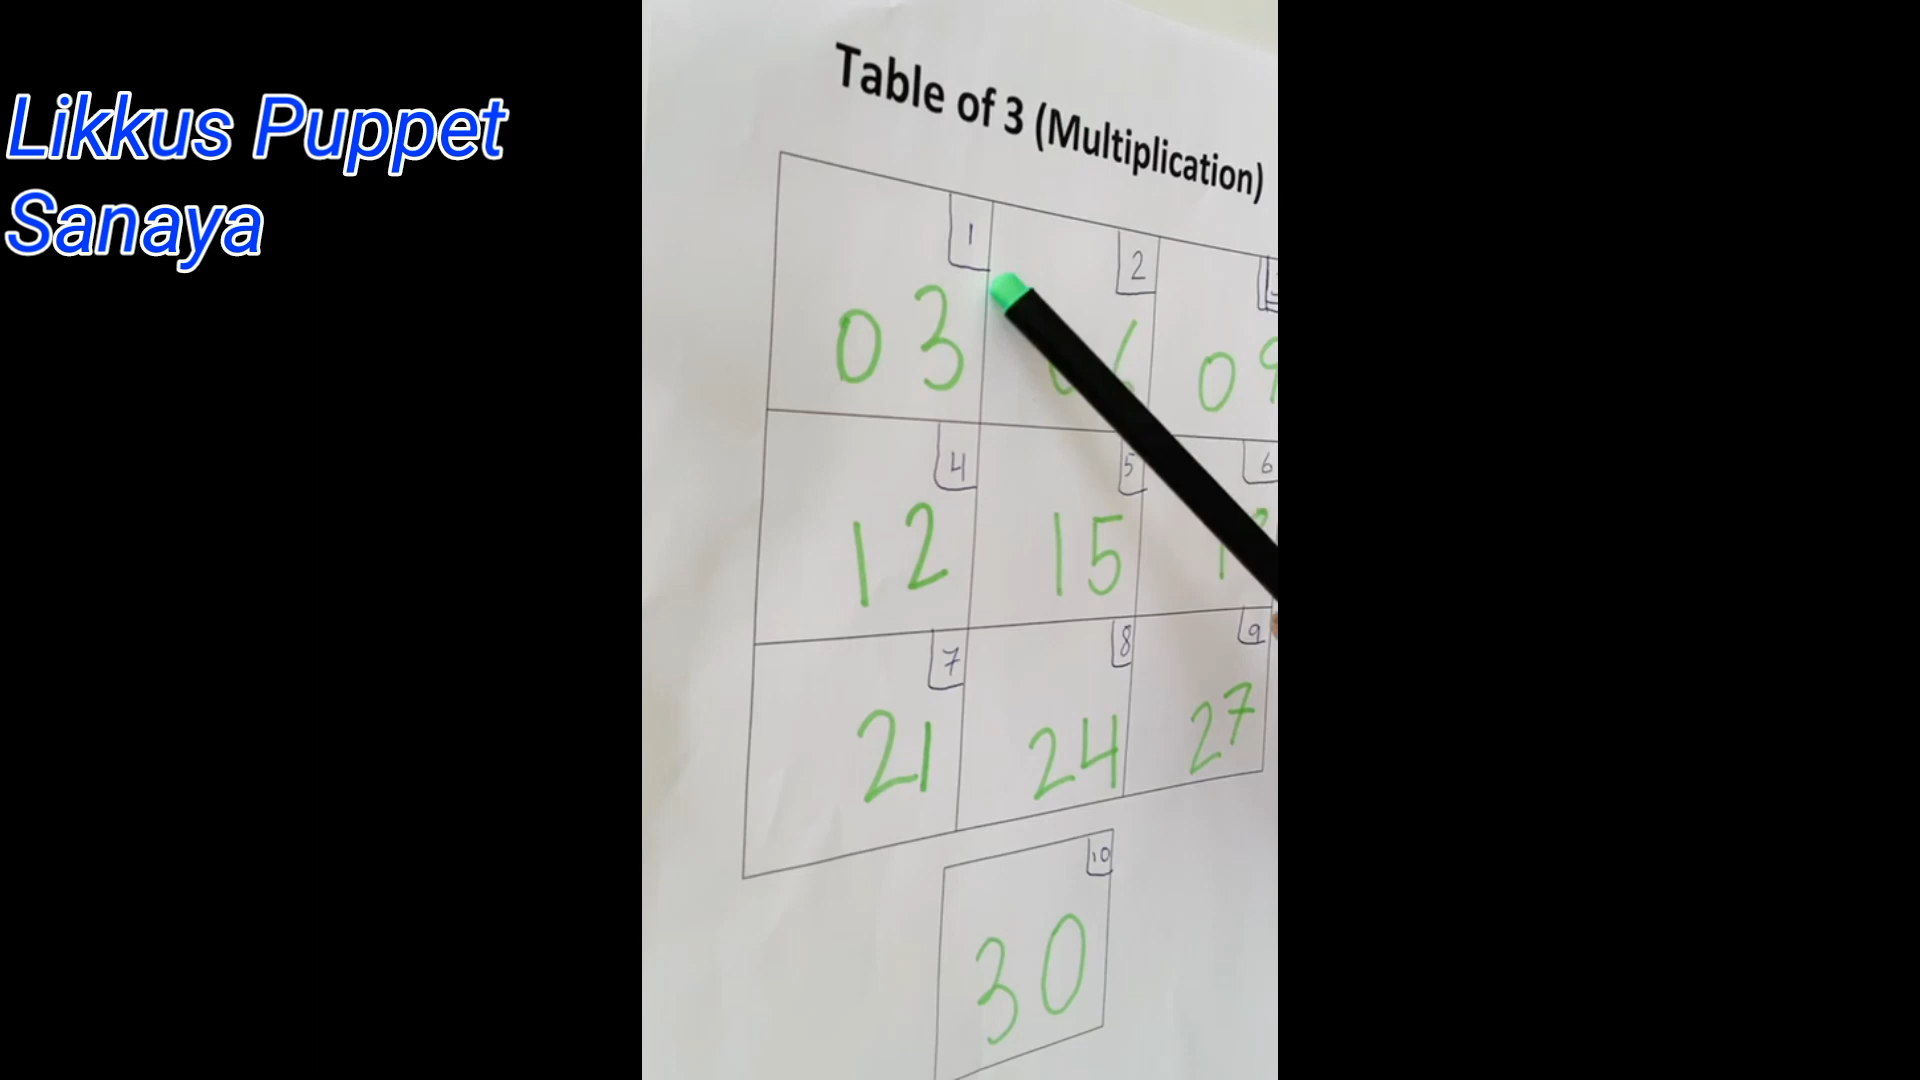 Likkus Puppet
Sanaya
Table of 3 (Multiplication)
1 2
03 09
4 5 6
12 15
7 8 9
21 24 27
10
30